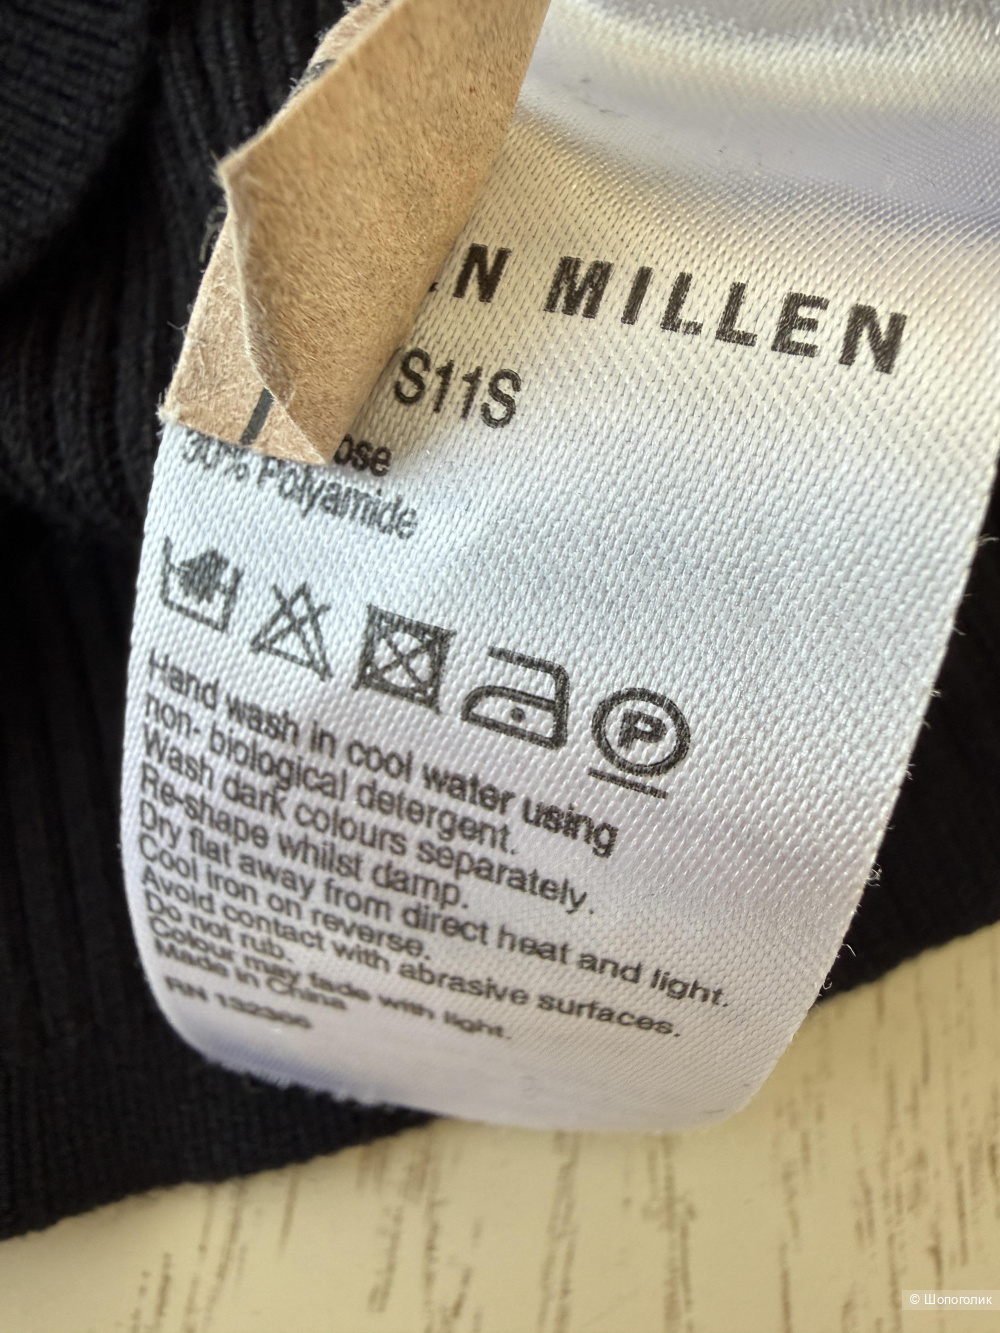 N MILLEN
S11S
ose
30% Polyamide
P
Hand wash in cool water using
non- biological detergent.
Wash dark colours separately.
Re-shape whilst damp.
Dry flat away from direct heat and light.
Cool iron on reverse.
Avoid contact with abrasive surfaces.
Do not rub.
Colour may fade with light.
Made in China
RN 132366
© Шопоголик